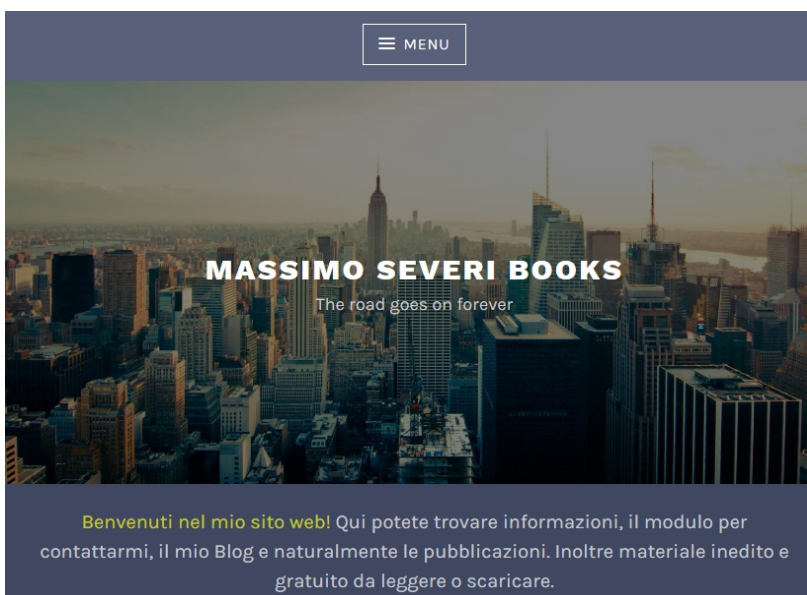 MENU
MASSIMO SEVERI BOOKS
The road goes on forever
Benvenuti nel mio sito web! Qui potete trovare informazioni, il modulo per
contattarmi, il mio Blog e naturalmente le pubblicazioni. Inoltre materiale inedito e
gratuito da leggere o scaricare.